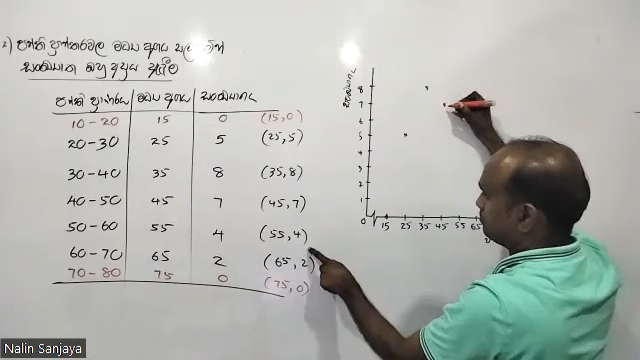 2) පන්ති ප්‍රාන්තරවල මධ්‍ය අගය
සංඛ්‍යාත බහු අස්‍රය ඇඳීම
පන්ති ප්‍රාන්තරය මධ්‍ය අගය සංඛ්‍යාතය
10-20 15 0 (15,0)
20-30 25 5 (25,5)
30-40 35 8 (35,8)
40-50 45 7 (45,7)
50-60 55 4 (55,4)
60-70 65 2 (65,2)
70-80 75 0 (75,0)
සංඛ්‍යාතය
8
7
6
5
4
3
2
1
0 15 25 35 45 55 65
Nalin Sanjaya